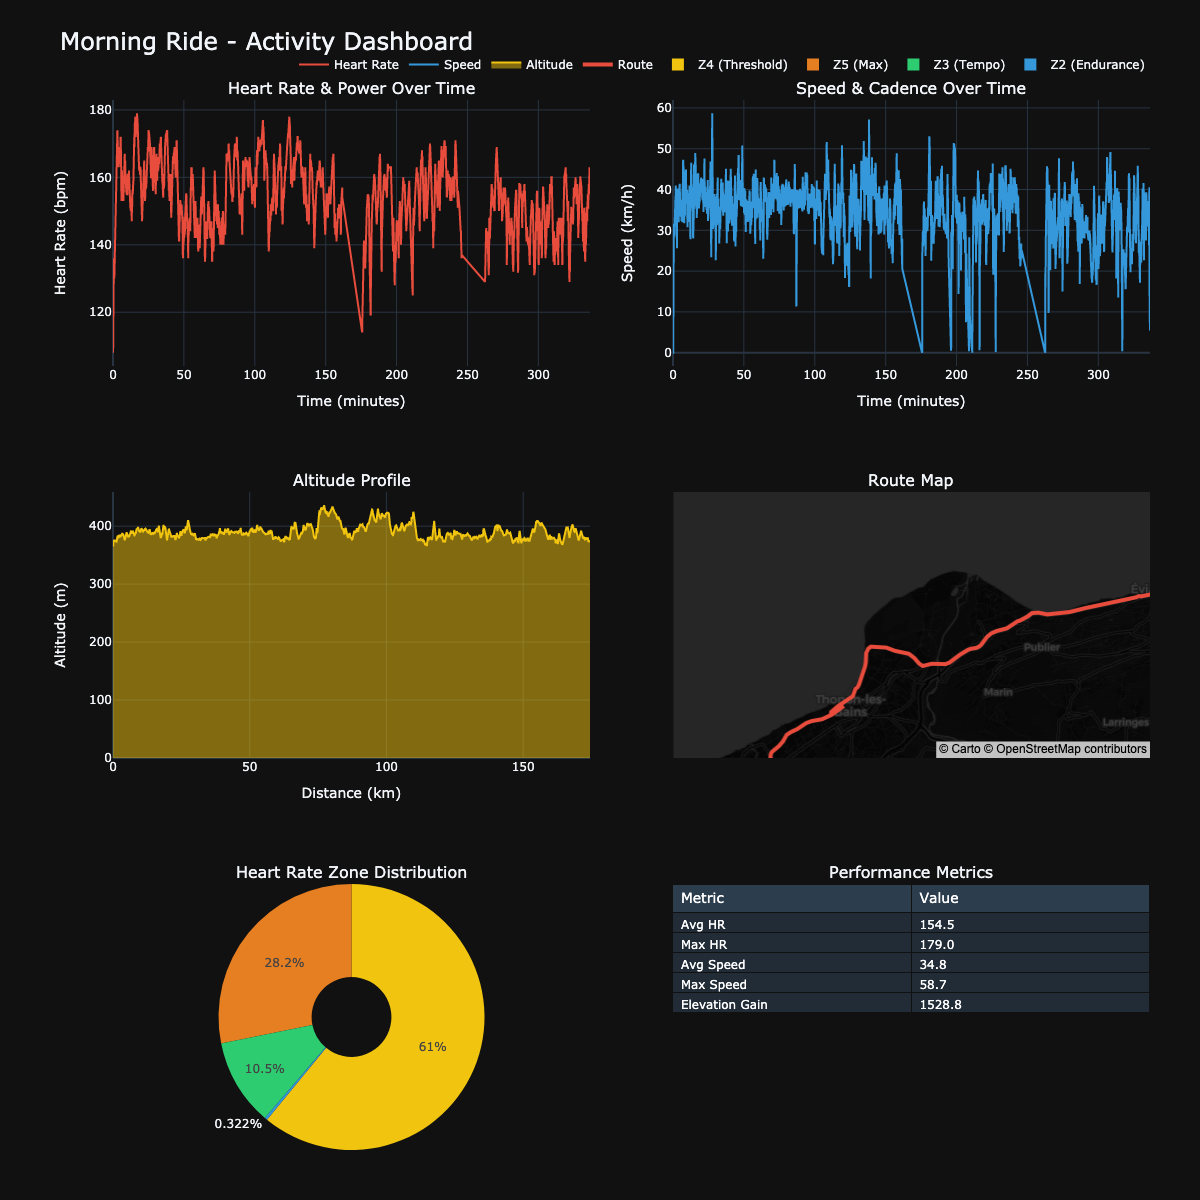 Morning Ride - Activity Dashboard
Heart Rate Speed Altitude Route Z4 (Threshold) Z5 (Max) Z3 (Tempo) Z2 (Endurance)
Heart Rate & Power Over Time
180
160
140
120
Heart Rate (bpm)
0 50 100 150 200 250 300
Time (minutes)
Speed & Cadence Over Time
60
50
40
30
20
10
0
Speed (km/h)
0 50 100 150 200 250 300
Time (minutes)
Altitude Profile
400
300
200
100
0
Altitude (m)
0 50 100 150
Distance (km)
Route Map
Évi
Publier
Marin
Thonon-les-
Bains
Larringes
© Carto © OpenStreetMap contributors
Heart Rate Zone Distribution
28.2%
61%
10.5%
0.322%
Performance Metrics
Metric Value
Avg HR 154.5
Max HR 179.0
Avg Speed 34.8
Max Speed 58.7
Elevation Gain 1528.8